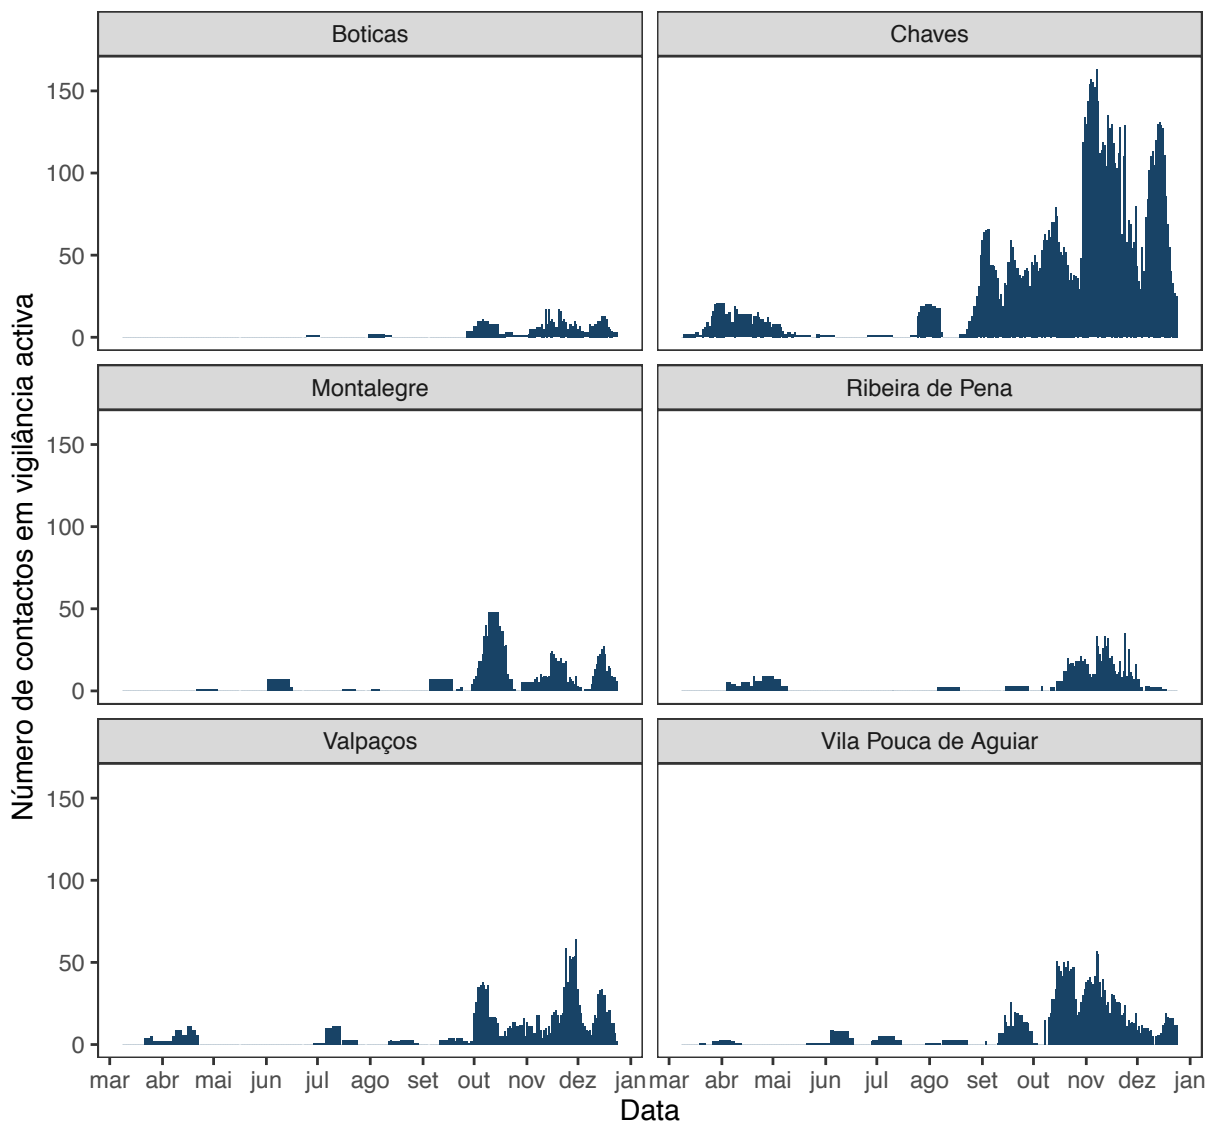 Boticas
Chaves
150
100
50
0
Montalegre
Ribeira de Pena
150
100
50
0
Valpaços
Vila Pouca de Aguiar
150
100
50
0
mar abr mai jun jul ago set out nov dez jan
mar abr mai jun jul ago set out nov dez jan
Data
Número de contactos em vigilância activa